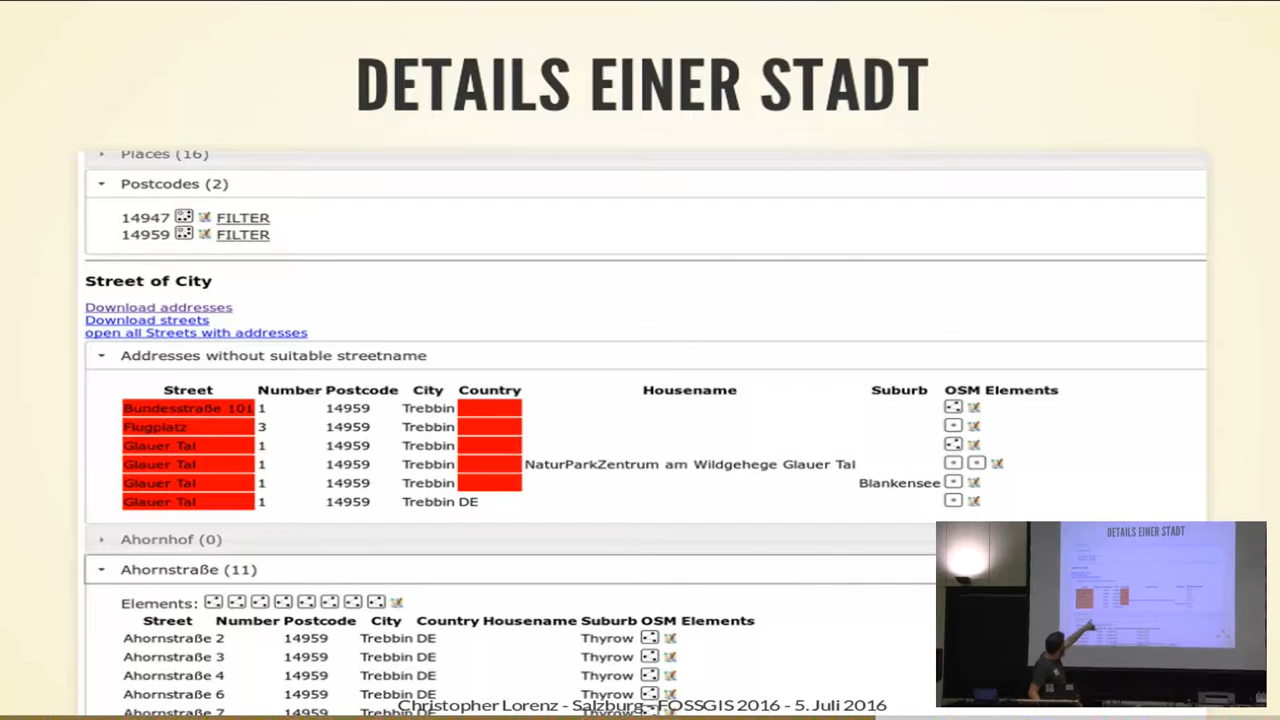 DETAILS EINER STADT
Places (16)
Postcodes (2)
14947 FILTER
14959 FILTER
Street of City
Download addresses
Download streets
open all Streets with addresses
Addresses without suitable streetname
Street Number Postcode City Country Housename Suburb OSM Elements
Bundesstraße 101 1 14959 Trebbin
Flugplatz 3 14959 Trebbin
Glauer Tal 1 14959 Trebbin
Glauer Tal 1 14959 Trebbin NaturParkZentrum am Wildgehege Glauer Tal
Glauer Tal 1 14959 Trebbin Blankensee
Glauer Tal 1 14959 Trebbin DE
Ahornhof (0)
Ahornstraße (11)
Elements:
Street Number Postcode City Country Housename Suburb OSM Elements
Ahornstraße 2 14959 Trebbin DE Thyrow
Ahornstraße 3 14959 Trebbin DE Thyrow
Ahornstraße 4 14959 Trebbin DE Thyrow
Ahornstraße 6 14959 Trebbin DE Thyrow
Ahornstraße 7 14959 Trebbin DE Thyrow
Christopher Lorenz - Salzburg - FOSSGIS 2016 - 5. Juli 2016
DETAILS EINER STADT